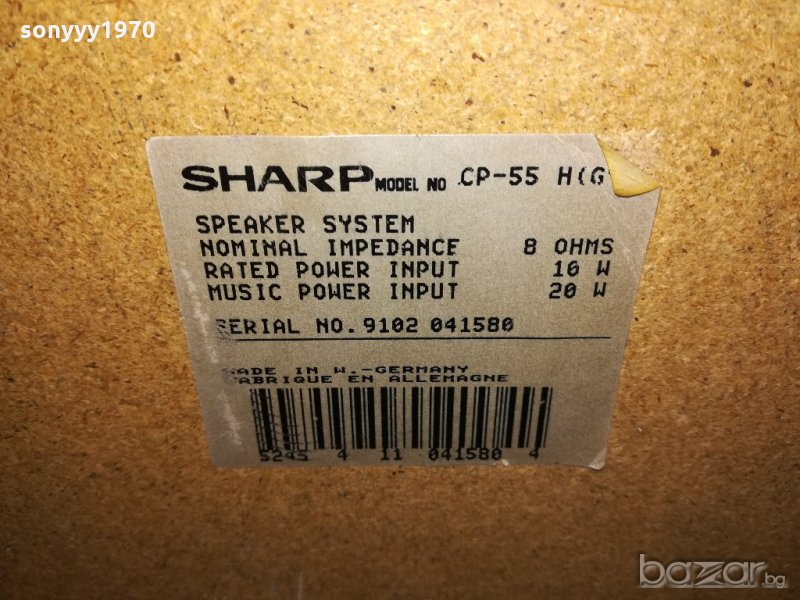 sonyyy1970
SHARP MODEL NO CP-55 H(G
SPEAKER SYSTEM
NOMINAL IMPEDANCE 8 OHMS
RATED POWER INPUT 10 W
MUSIC POWER INPUT 20 W
SERIAL NO. 9102 041580
MADE IN W.-GERMANY
FABRIQUE EN ALLEMAGNE
5245 4 11 041580 4
bazar.bg